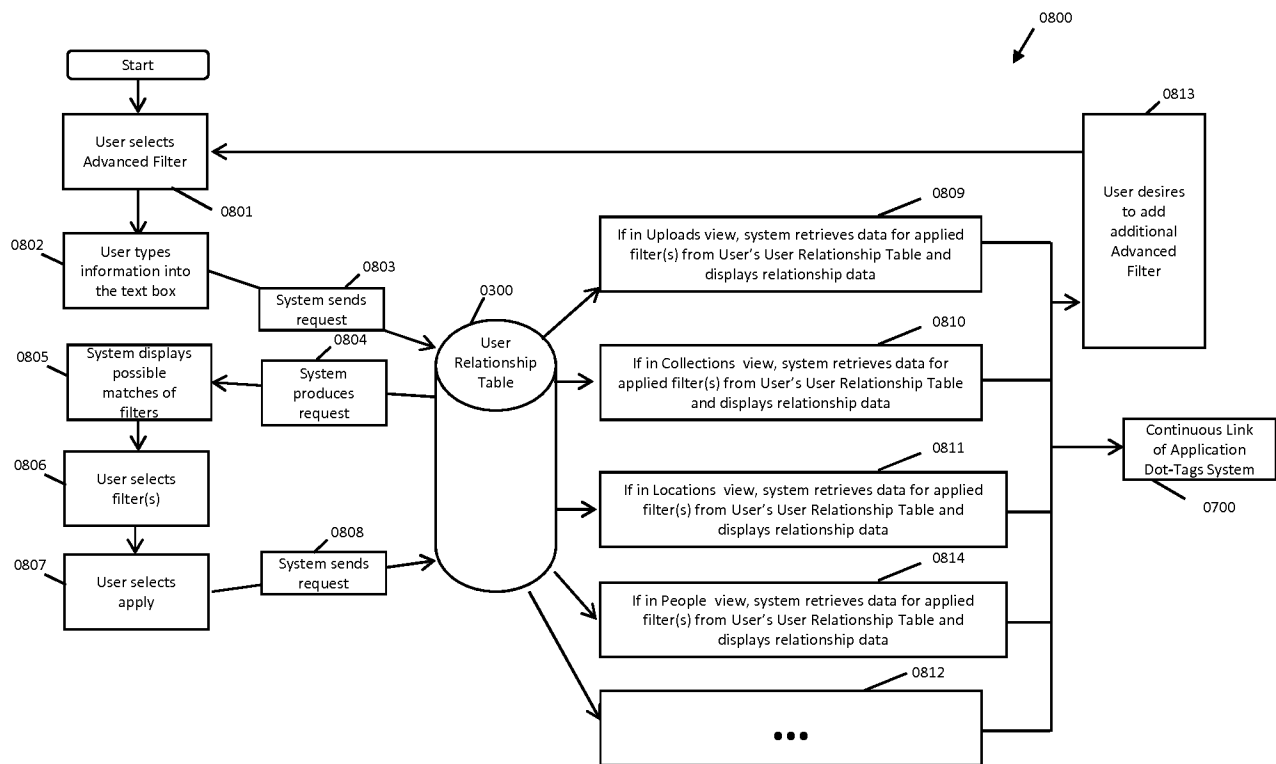 0800
Start
0813
User selects
Advanced Filter
0801
0809
User desires
to add
additional
Advanced
Filter
0802
User types
information into
the text box
0803
System sends
request
If in Uploads view, system retrieves data for applied
filter(s) from User's User Relationship Table and
displays relationship data
0300
User
Relationship
Table
0810
If in Collections view, system retrieves data for
applied filter(s) from User's User Relationship Table
and displays relationship data
0804
System
produces
request
0805
System displays
possible
matches of
filters
Continuous Link
of Application
Dot-Tags System
0700
0806
User selects
filter(s)
0811
If in Locations view, system retrieves data for applied
filter(s) from User's User Relationship Table and
displays relationship data
0807
User selects
apply
0808
System sends
request
0814
If in People view, system retrieves data for applied
filter(s) from User's User Relationship Table and
displays relationship data
0812
...